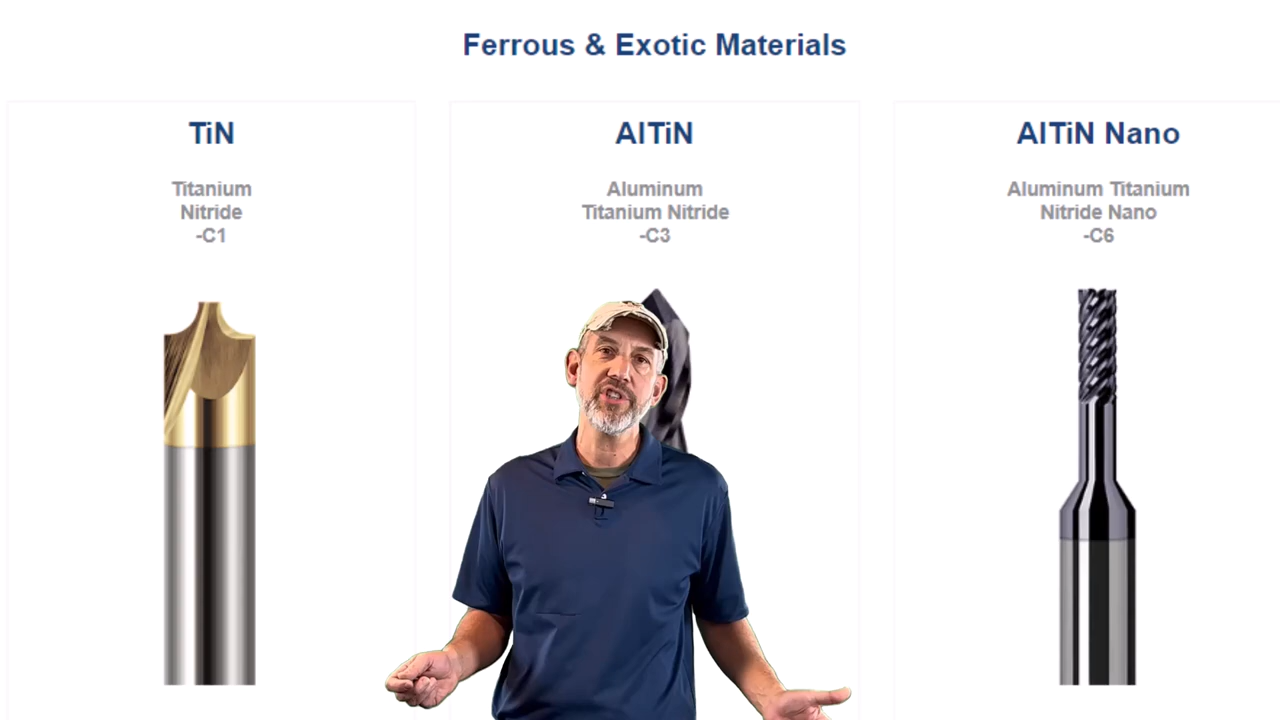 Ferrous & Exotic Materials
TiN
Titanium
Nitride
-C1
AlTiN
Aluminum
Titanium Nitride
-C3
AlTiN Nano
Aluminum Titanium
Nitride Nano
-C6